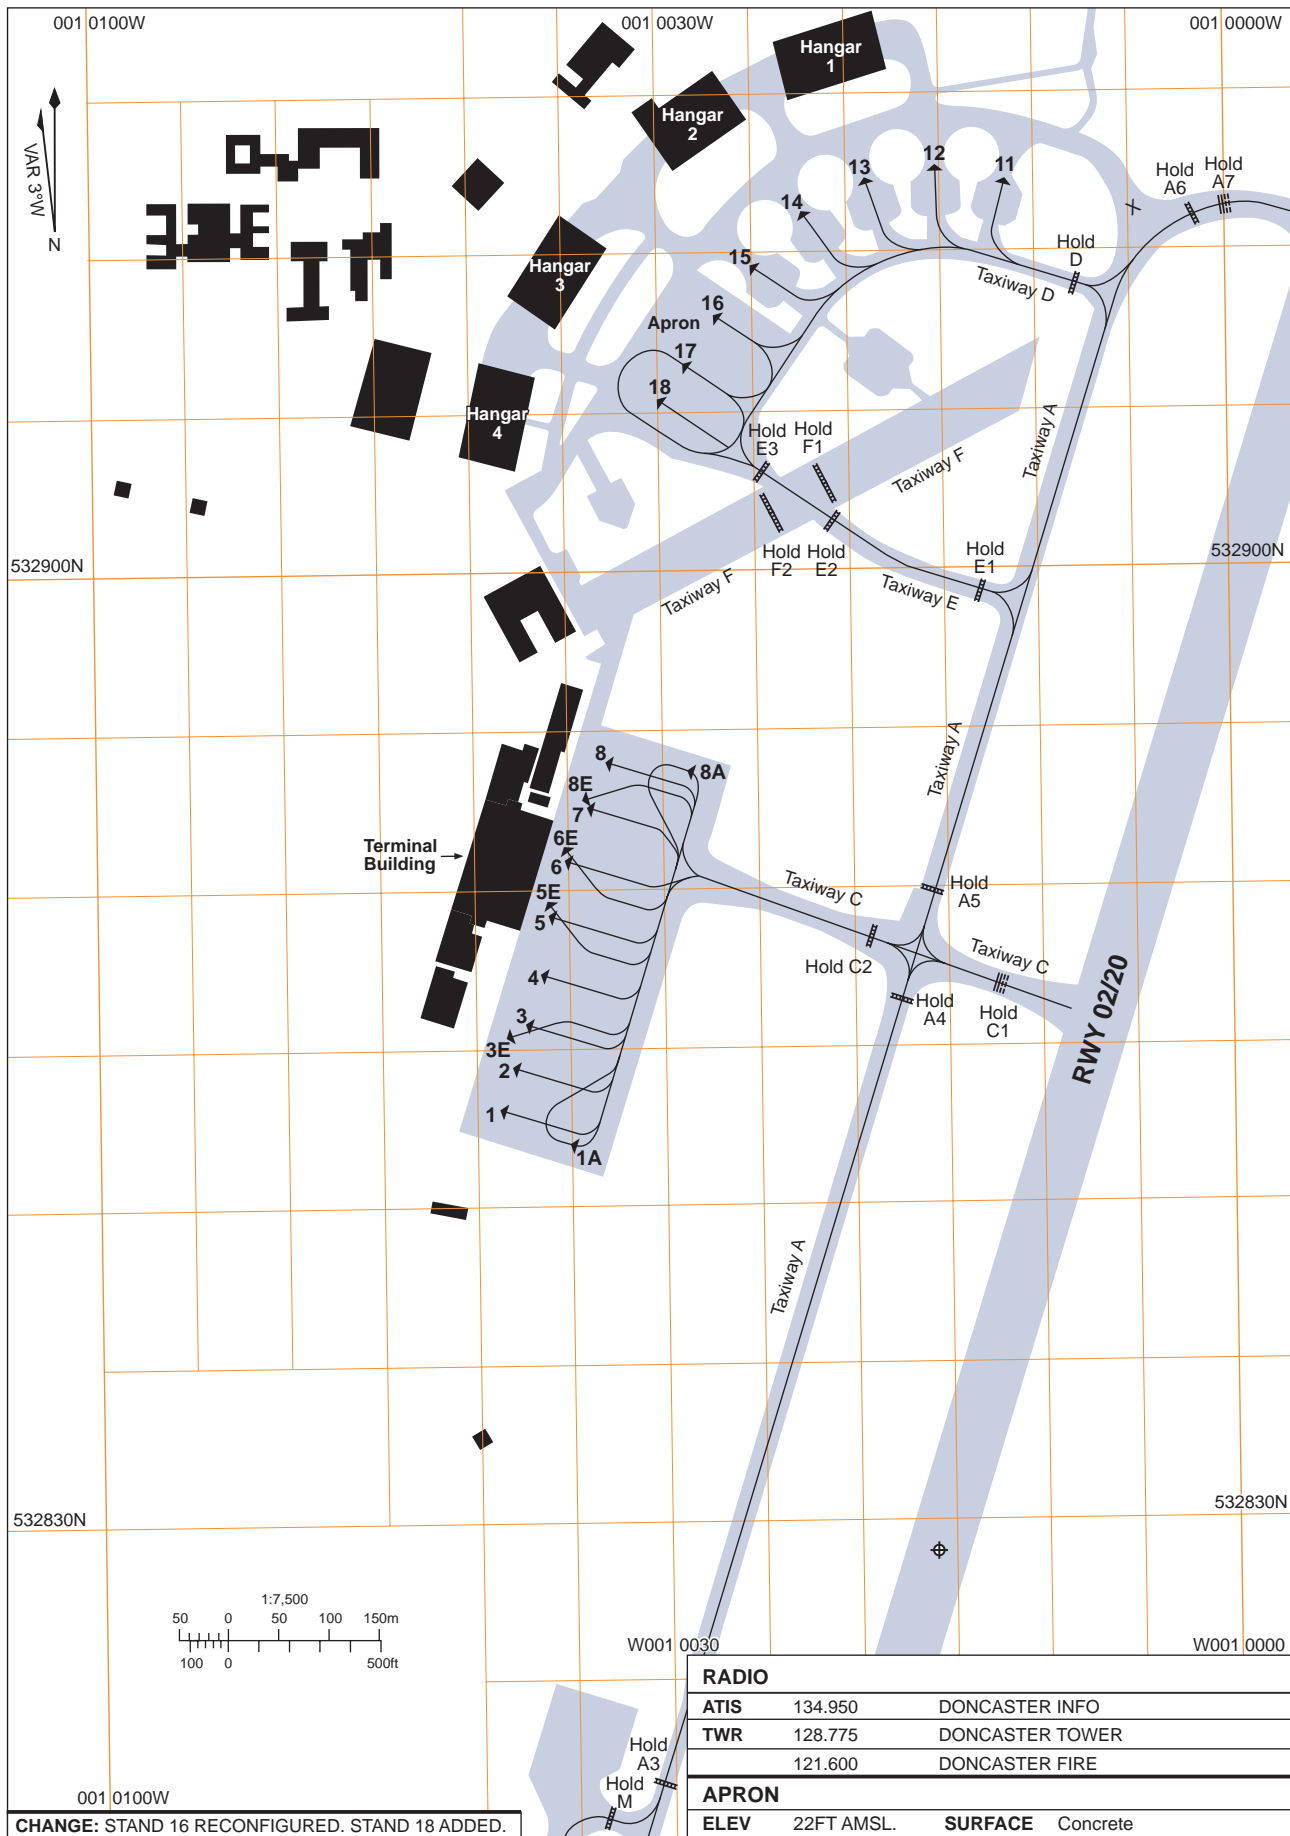 001 0100W
001 0030W
001 0000W
VAR 3°W
N
Hangar
1
Hangar
2
Hangar
3
Hangar
4
Apron
11
12
13
14
15
16
17
18
Hold
A6
Hold
A7
Hold
D
Taxiway D
Taxiway A
Hold
E3
Hold
F1
Taxiway F
Hold
F2
Hold
E2
Hold
E1
Taxiway E
Taxiway F
532900N
532900N
Taxiway A
8
8A
8E
7
6E
6
5E
5
4
3
3E
2
1
1A
Terminal
Building
Taxiway C
Hold
A5
Hold C2
Taxiway C
Hold
A4
Hold
C1
RWY 02/20
Taxiway A
532830N
532830N
1:7,500
50 0 50 100 150m
100 0 500ft
W001 0030
W001 0000
Hold
A3
Hold
M
001 0100W
CHANGE: STAND 16 RECONFIGURED. STAND 18 ADDED.
RADIO
ATIS 134.950 DONCASTER INFO
TWR 128.775 DONCASTER TOWER
121.600 DONCASTER FIRE
APRON
ELEV 22FT AMSL. SURFACE Concrete